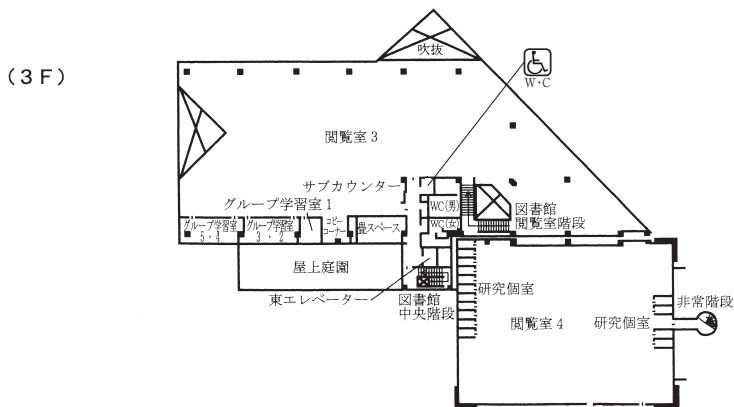 (3F)
吹抜
W·C
閲覧室3
サブカウンター
グループ学習室1
グループ学習室
5・4
グループ学習室
3・2
コピー
コーナー
畳スペース
WC(男)
WC(女)
図書館
閲覧室階段
屋上庭園
東エレベーター
図書館
中央階段
研究個室
閲覧室4
研究個室
非常階段